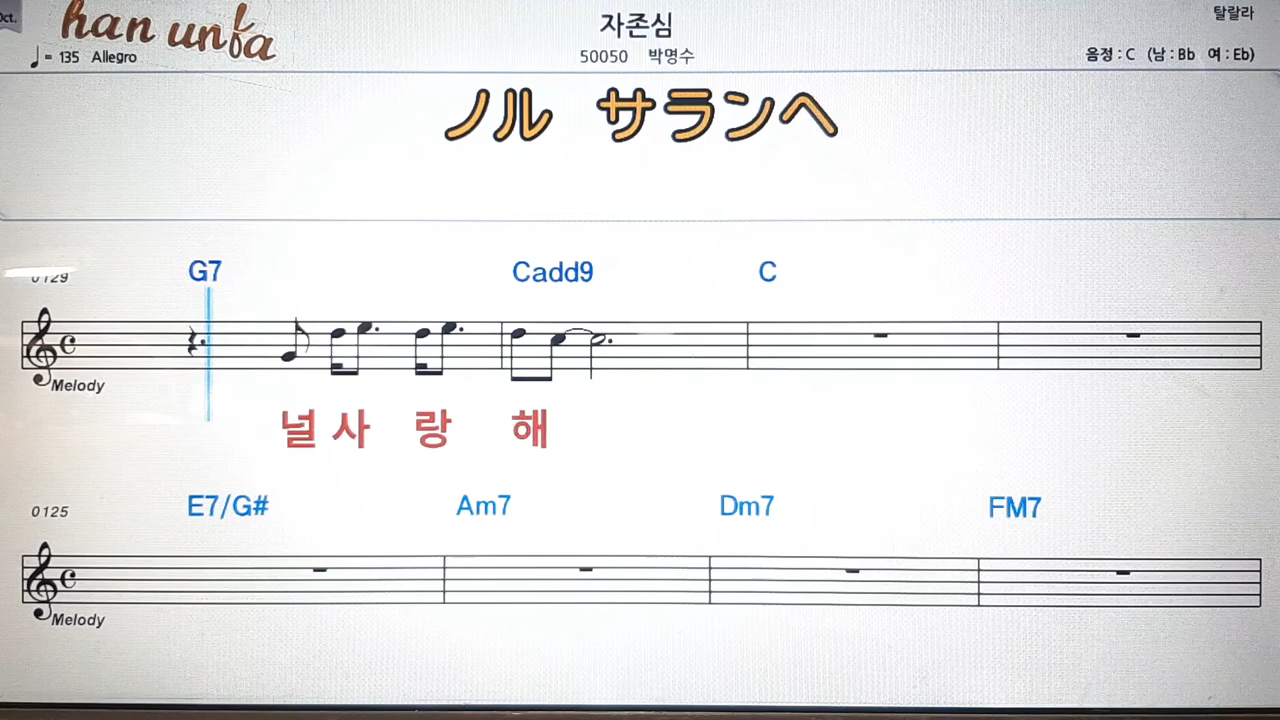 Oct.
han unfa
♩ = 135 Allegro
자존심
50050 박명수
탈랄라
음정 : C (남 : Bb 여 : Eb)
ノル サランヘ
0129
G7 Cadd9 C
Melody
널 사 랑 해
0125
E7/G# Am7 Dm7 FM7
Melody